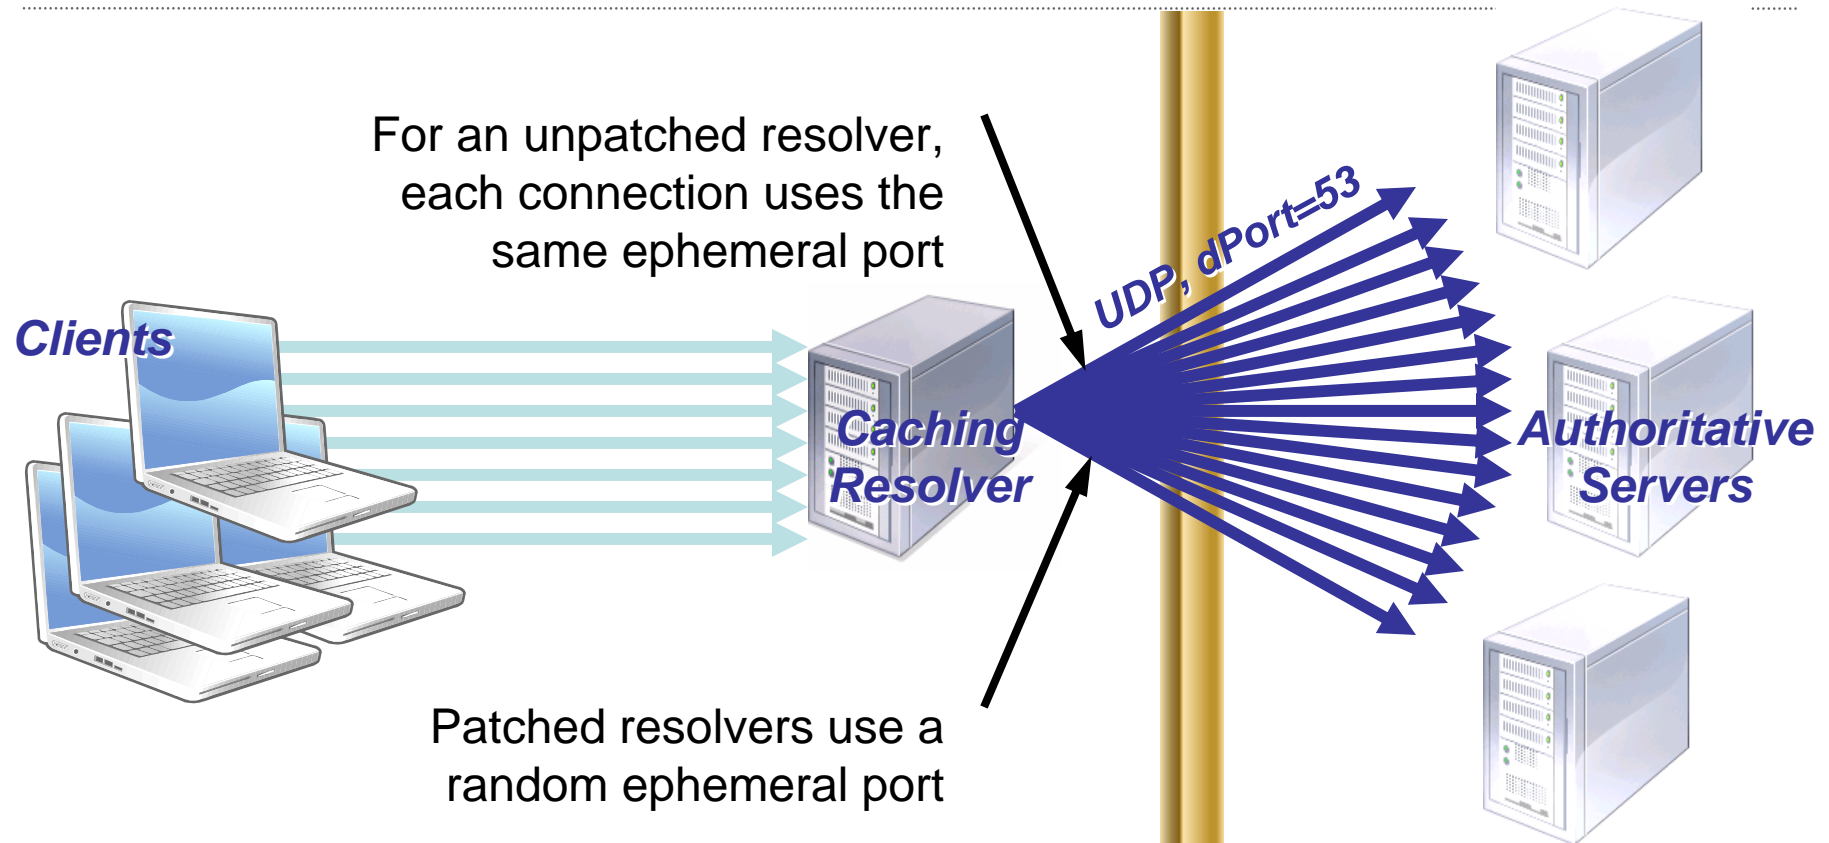 For an unpatched resolver,
each connection uses the
same ephemeral port
UDP, dPort=53
Clients
Caching
Resolver
Authoritative
Servers
Patched resolvers use a
random ephemeral port